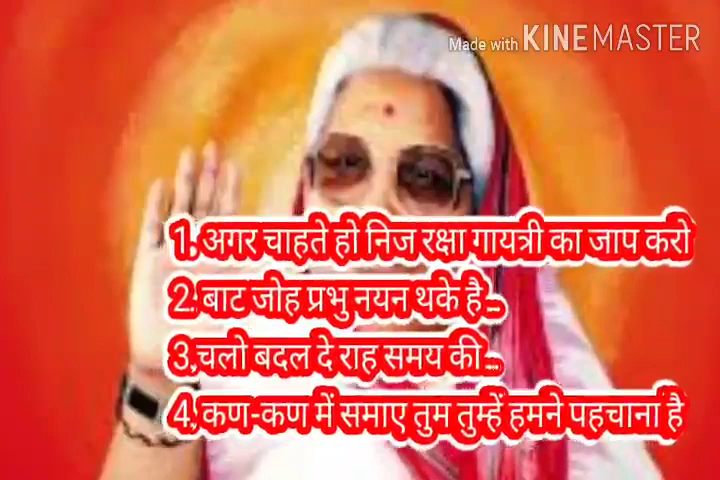 Made with KINEMASTER
1. अगर चाहते हो निज रक्षा गायत्री का जाप करो
2. बाट जोह प्रभु नयन थके है...
3.चलो बदल दे राह समय की...
4. कण-कण में समाए तुम तुम्हें हमने पहचाना है